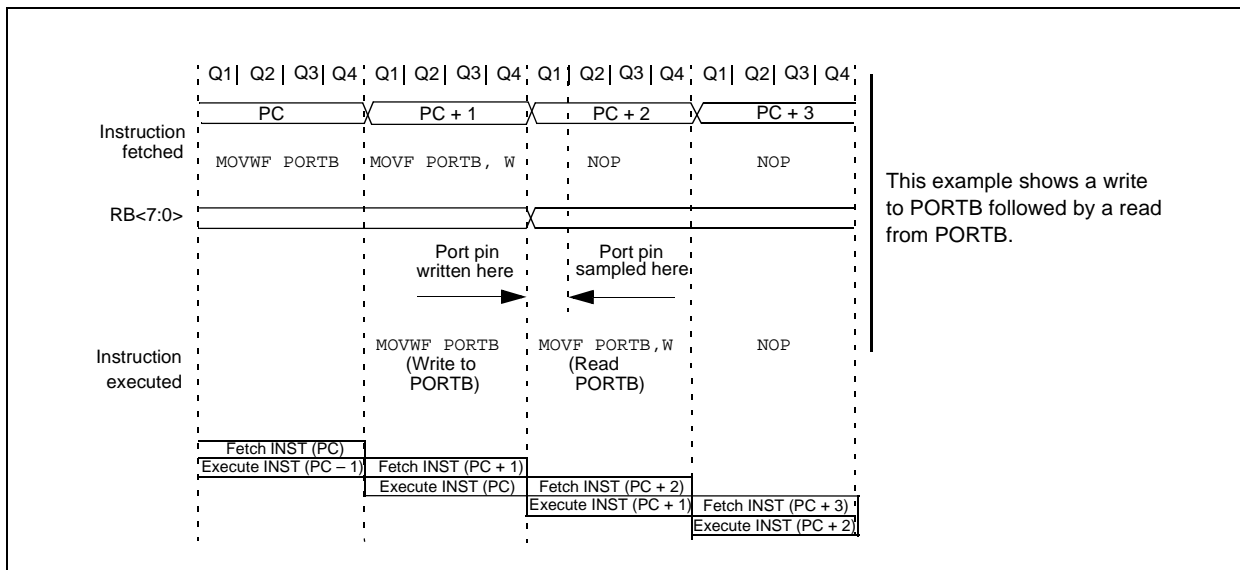 Q1| Q2 | Q3| Q4 Q1| Q2 | Q3| Q4 Q1| Q2 | Q3| Q4 Q1| Q2 | Q3| Q4
PC PC + 1 PC + 2 PC + 3
Instruction
fetched
MOVWF PORTB MOVF PORTB, W NOP NOP
This example shows a write
to PORTB followed by a read
from PORTB.
RB<7:0>
Port pin
written here
Port pin
sampled here
Instruction
executed
MOVWF PORTB
(Write to
PORTB)
MOVF PORTB,W
(Read
PORTB)
NOP
Fetch INST (PC)
Execute INST (PC – 1) Fetch INST (PC + 1)
Execute INST (PC) Fetch INST (PC + 2)
Execute INST (PC + 1) Fetch INST (PC + 3)
Execute INST (PC + 2)